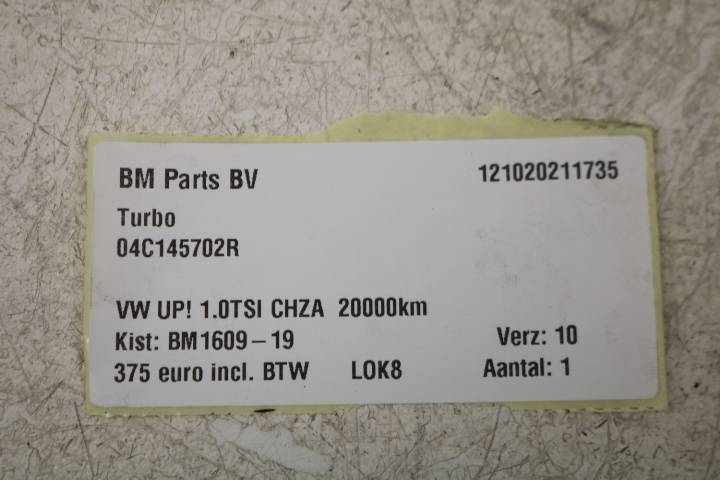 BM Parts BV 121020211735
Turbo
04C145702R
VW UP! 1.0TSI CHZA 20000km
Kist: BM1609-19 Verz: 10
375 euro incl. BTW LOK8 Aantal: 1